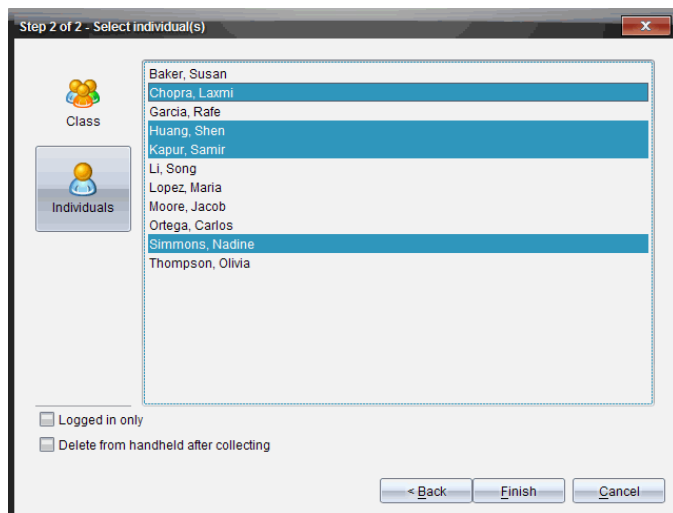 Step 2 of 2 - Select individual(s)
Class
Individuals
Baker, Susan
Chopra, Laxmi
Garcia, Rafe
Huang, Shen
Kapur, Samir
Li, Song
Lopez, Maria
Moore, Jacob
Ortega, Carlos
Simmons, Nadine
Thompson, Olivia
Logged in only
Delete from handheld after collecting
< Back
Finish
Cancel